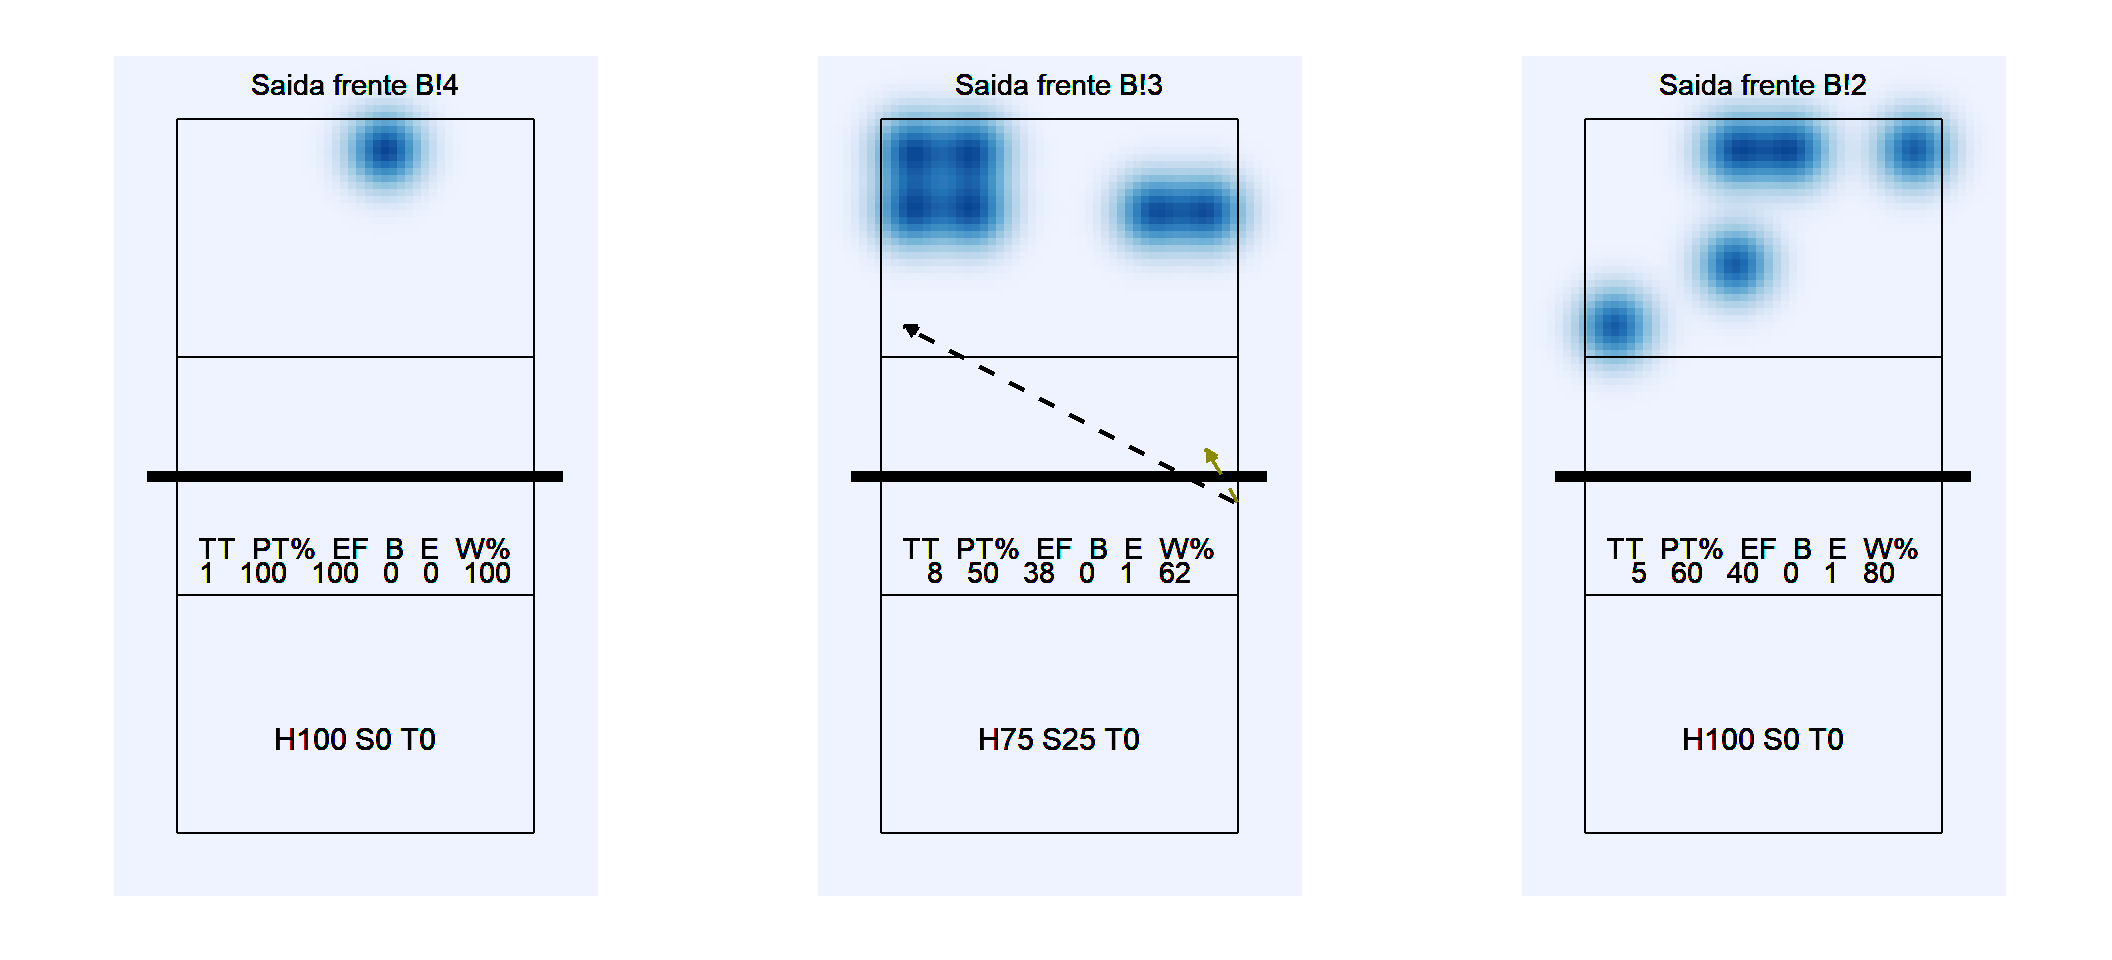 Saida frente B!4
TT PT% EF B E W%
1 100 100 0 0 100
H100 S0 T0
Saida frente B!3
TT PT% EF B E W%
8 50 38 0 1 62
H75 S25 T0
Saida frente B!2
TT PT% EF B E W%
5 60 40 0 1 80
H100 S0 T0